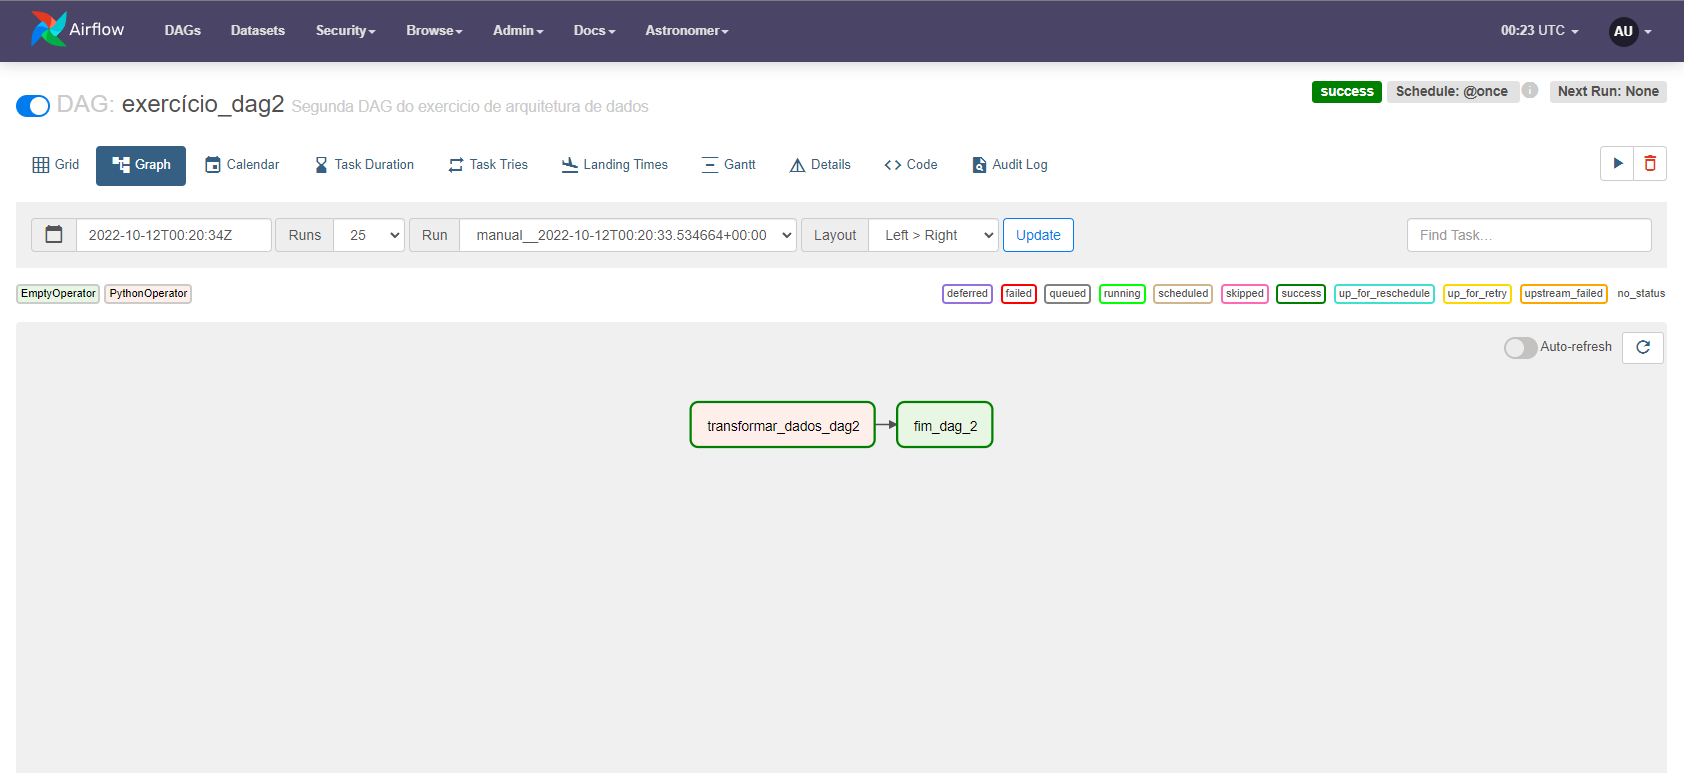 Airflow DAGs Datasets Security Browse Admin Docs Astronomer 00:23 UTC AU
DAG: exercício_dag2 Segunda DAG do exercicio de arquitetura de dados
success Schedule: @once i Next Run: None
Grid Graph Calendar Task Duration Task Tries Landing Times Gantt Details Code Audit Log
2022-10-12T00:20:34Z Runs 25 Run manual__2022-10-12T00:20:33.534664+00:00 Layout Left > Right Update Find Task...
EmptyOperator PythonOperator deferred failed queued running scheduled skipped success up_for_reschedule up_for_retry upstream_failed no_status
Auto-refresh
transformar_dados_dag2 fim_dag_2